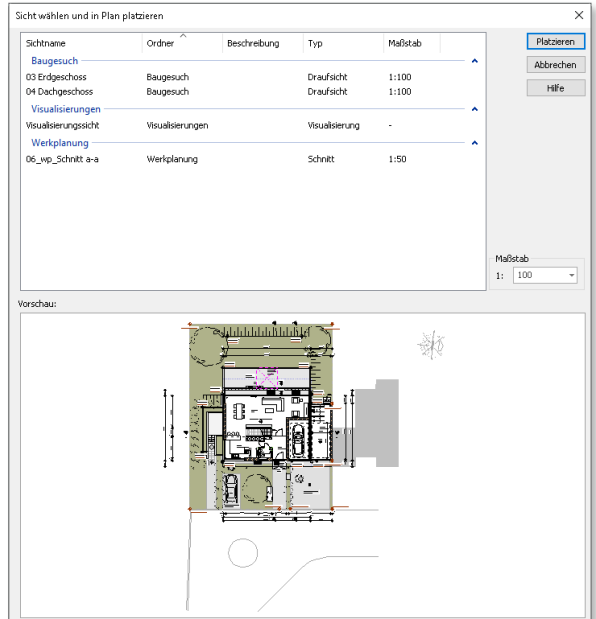 Sicht wählen und in Plan platzieren
Sichtname Ordner Beschreibung Typ Maßstab
Baugesuch
03 Erdgeschoss Baugesuch Draufsicht 1:100
04 Dachgeschoss Baugesuch Draufsicht 1:100
Visualisierungen
Visualisierungssicht Visualisierungen Visualisierung -
Werkplanung
06_wp_Schnitt a-a Werkplanung Schnitt 1:50
Platzieren
Abbrechen
Hilfe
Maßstab
1: 100
Vorschau: